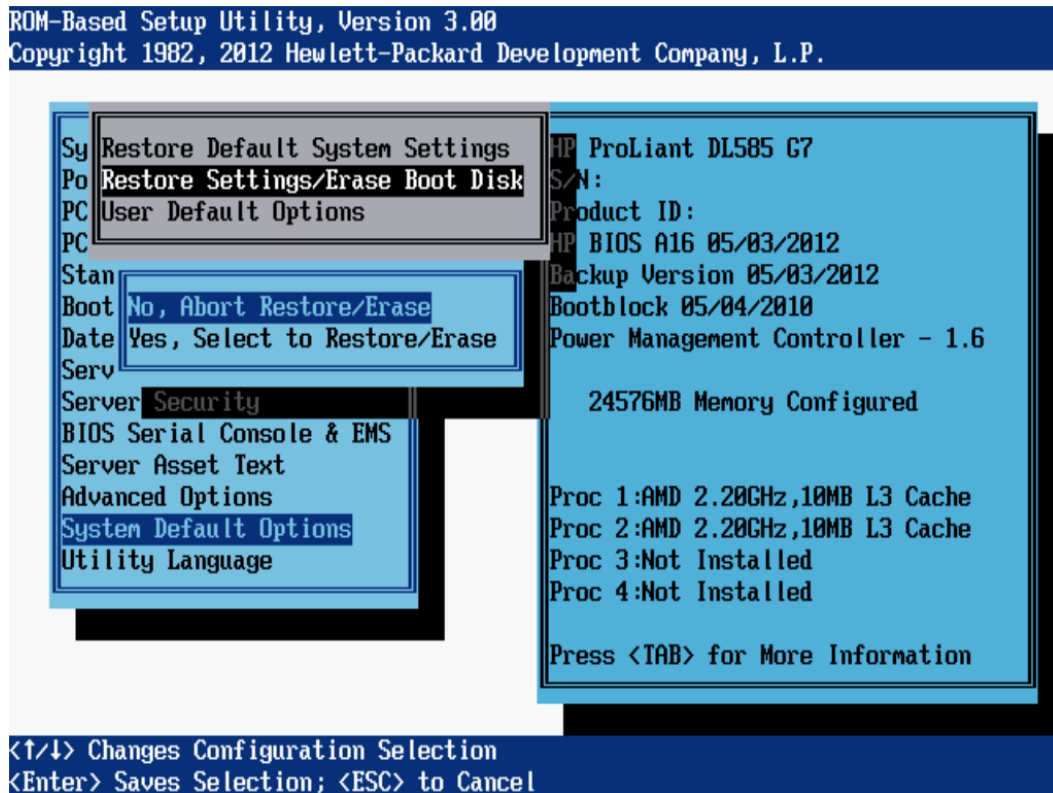 ROM-Based Setup Utility, Version 3.00
Copyright 1982, 2012 Hewlett-Packard Development Company, L.P.
Restore Default System Settings
Restore Settings/Erase Boot Disk
User Default Options
No, Abort Restore/Erase
Yes, Select to Restore/Erase
Sy
Po
PC
PC
Stan
Boot
Date
Serv
Server Security
BIOS Serial Console & EMS
Server Asset Text
Advanced Options
System Default Options
Utility Language
HP ProLiant DL585 G7
S/N:
Product ID:
HP BIOS A16 05/03/2012
Backup Version 05/03/2012
Bootblock 05/04/2010
Power Management Controller - 1.6
24576MB Memory Configured
Proc 1:AMD 2.20GHz,10MB L3 Cache
Proc 2:AMD 2.20GHz,10MB L3 Cache
Proc 3:Not Installed
Proc 4:Not Installed
Press <TAB> for More Information
<↑/↓> Changes Configuration Selection
<Enter> Saves Selection; <ESC> to Cancel